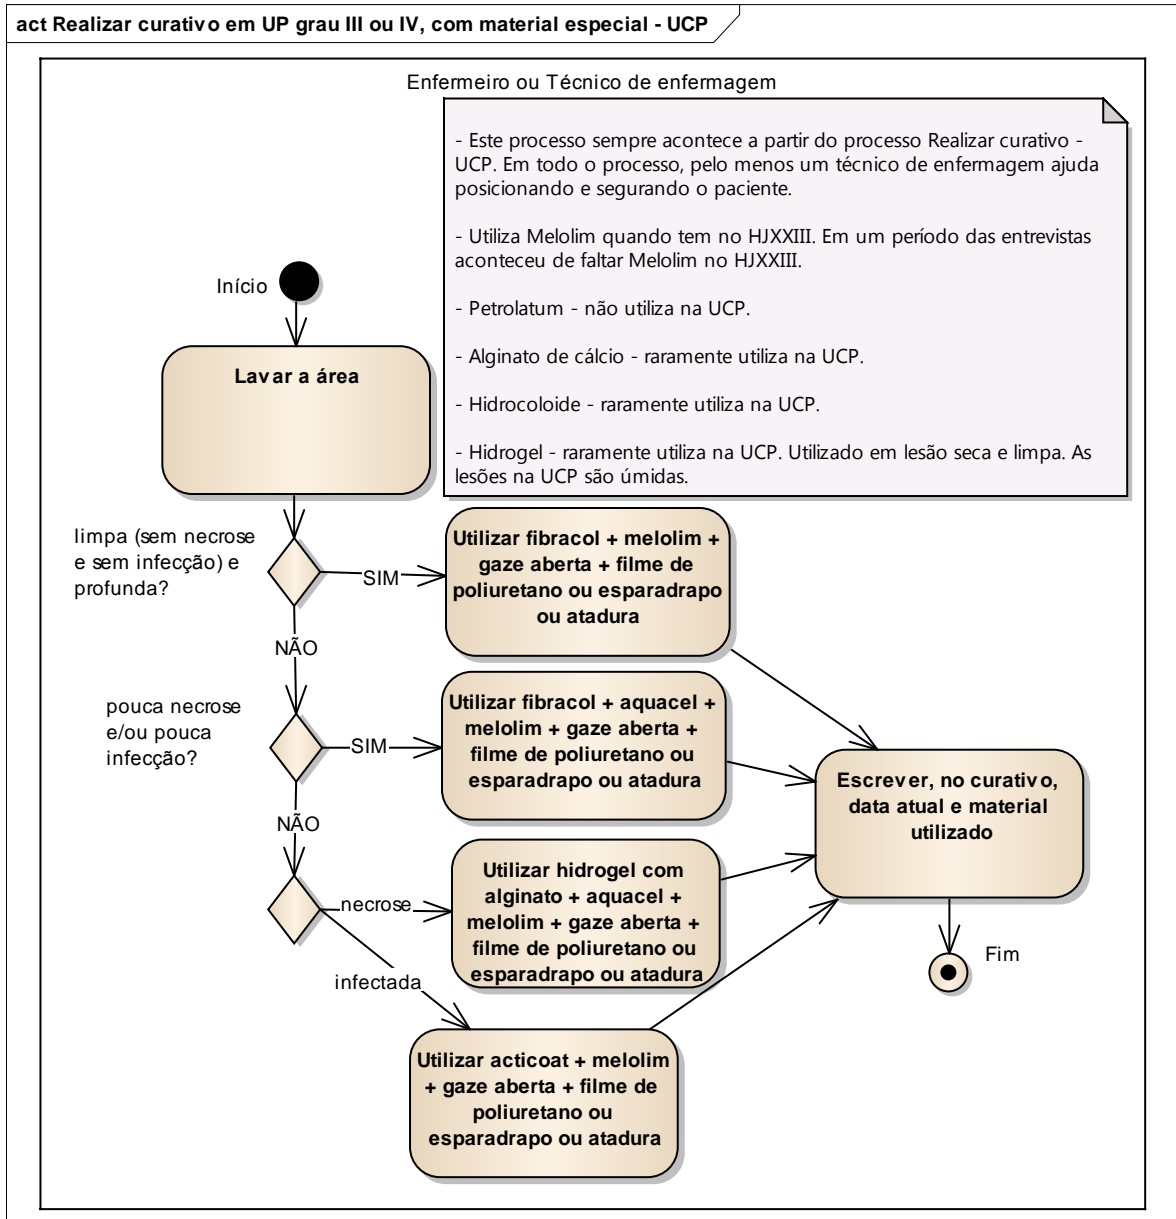 act Realizar curativo em UP grau III ou IV, com material especial - UCP
Enfermeiro ou Técnico de enfermagem
- Este processo sempre acontece a partir do processo Realizar curativo -
UCP. Em todo o processo, pelo menos um técnico de enfermagem ajuda
posicionando e segurando o paciente.
- Utiliza Melolim quando tem no HJXXIII. Em um período das entrevistas
aconteceu de faltar Melolim no HJXXIII.
- Petrolatum - não utiliza na UCP.
- Alginato de cálcio - raramente utiliza na UCP.
- Hidrocoloide - raramente utiliza na UCP.
- Hidrogel - raramente utiliza na UCP. Utilizado em lesão seca e limpa. As
lesões na UCP são úmidas.
Início
Lavar a área
limpa (sem necrose
e sem infecção) e
profunda?
SIM
Utilizar fibracol + melolim +
gaze aberta + filme de
poliuretano ou esparadrapo
ou atadura
NÃO
pouca necrose
e/ou pouca
infecção?
SIM
Utilizar fibracol + aquacel +
melolim + gaze aberta +
filme de poliuretano ou
esparadrapo ou atadura
NÃO
necrose
Utilizar hidrogel com
alginato + aquacel +
melolim + gaze aberta +
filme de poliuretano ou
esparadrapo ou atadura
infectada
Utilizar acticoat + melolim
+ gaze aberta + filme de
poliuretano ou
esparadrapo ou atadura
Escrever, no curativo,
data atual e material
utilizado
Fim